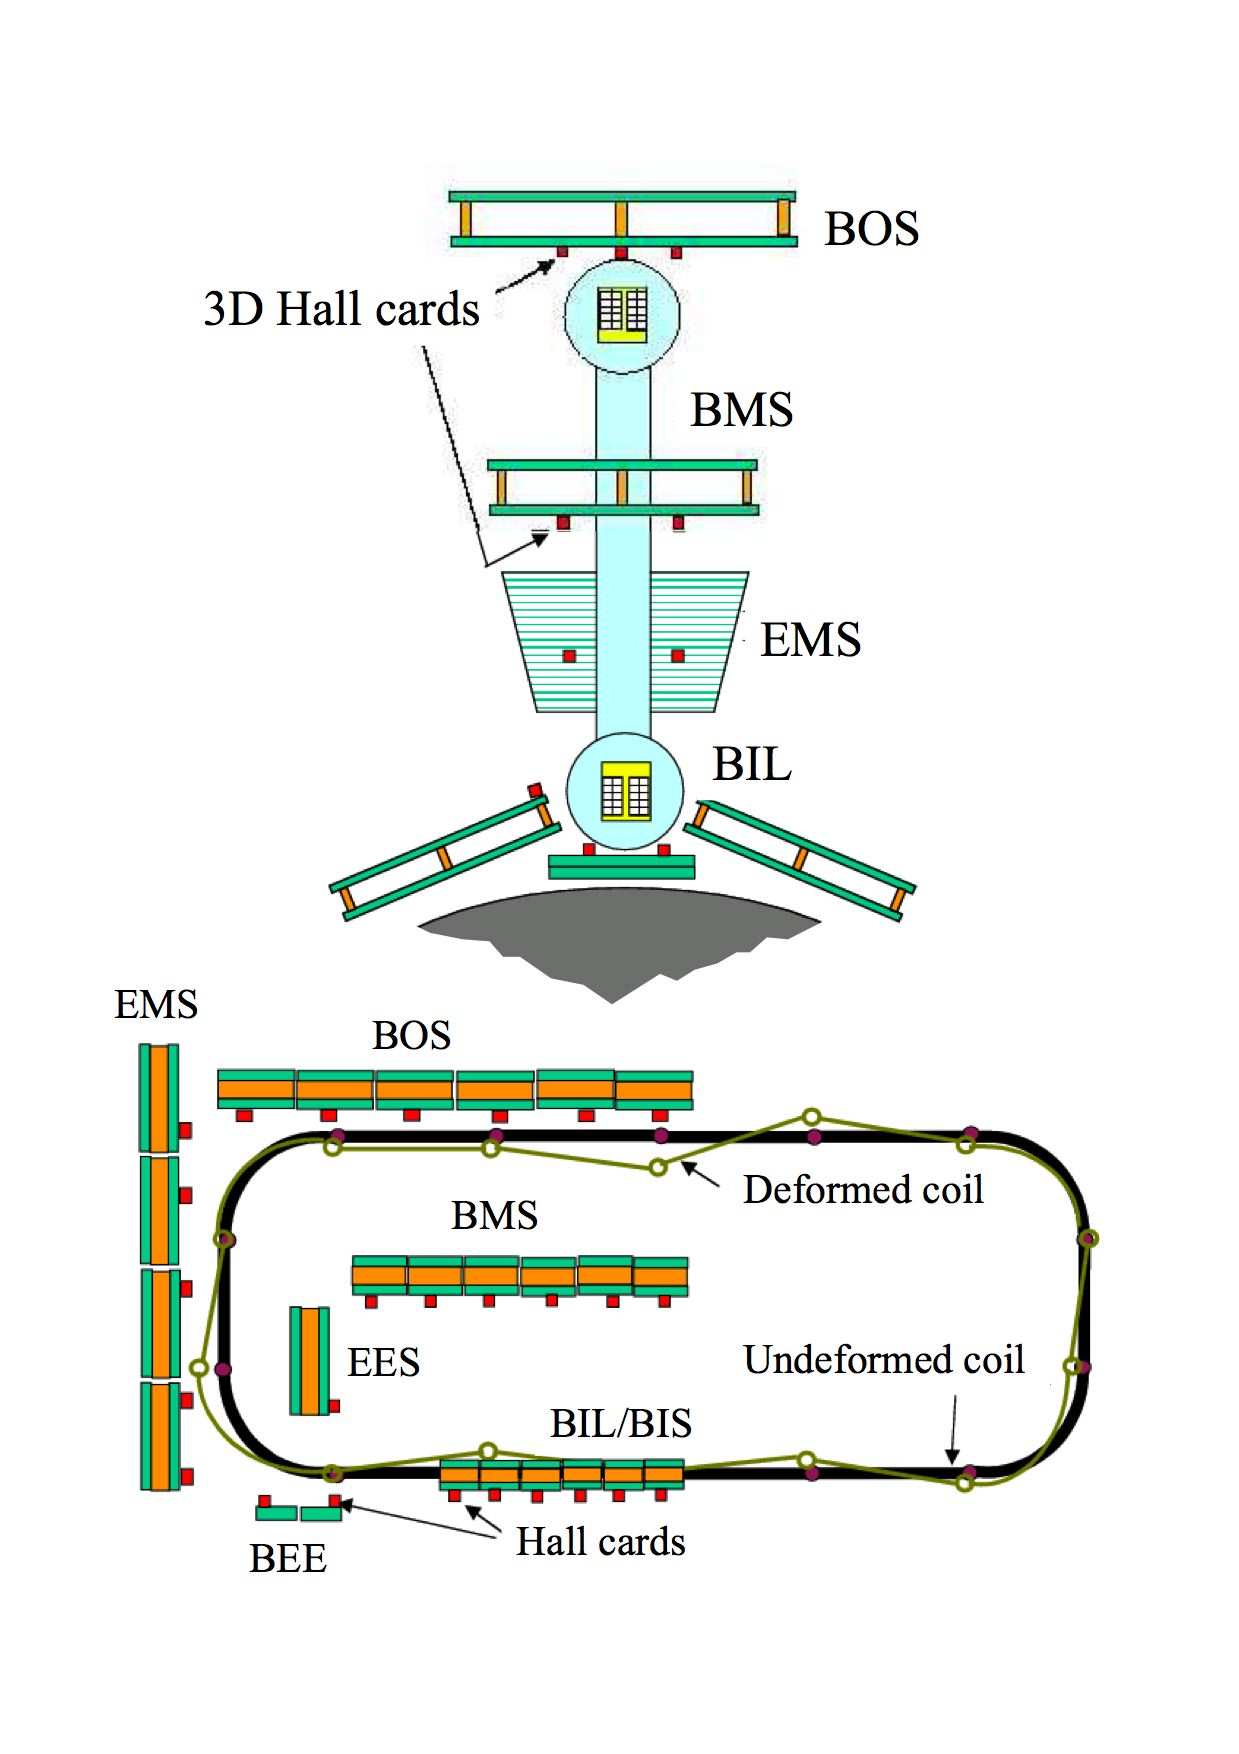 BOS
3D Hall cards
BMS
EMS
BIL
EMS
BOS
Deformed coil
BMS
EES
Undeformed coil
BIL/BIS
Hall cards
BEE